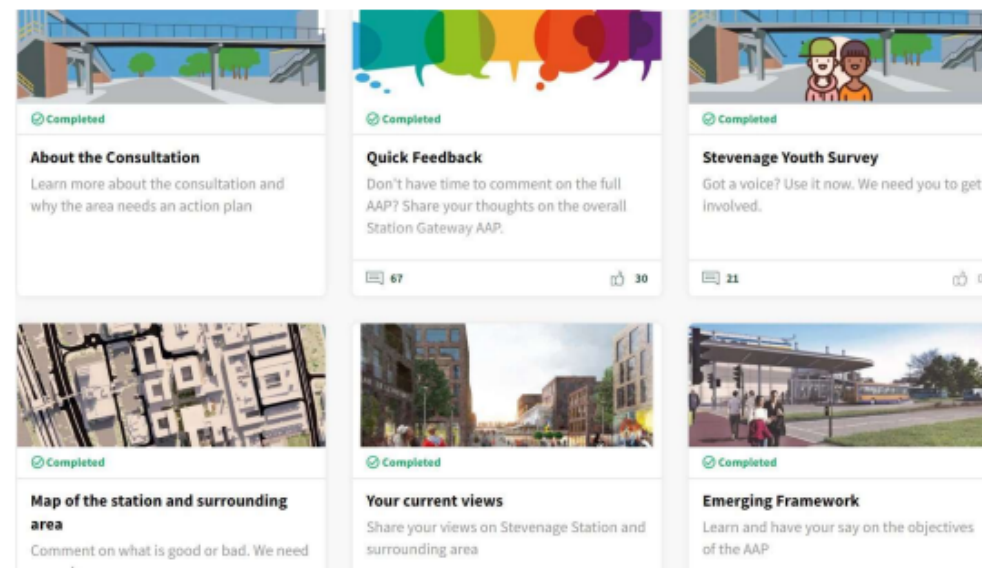 Completed
Completed
Completed
About the Consultation
Learn more about the consultation and
why the area needs an action plan
Quick Feedback
Don't have time to comment on the full
AAP? Share your thoughts on the overall
Station Gateway AAP.
67
30
Stevenage Youth Survey
Got a voice? Use it now. We need you to get
involved.
21
Completed
Completed
Completed
Map of the station and surrounding
area
Comment on what is good or bad. We need
Your current views
Share your views on Stevenage Station and
surrounding area
Emerging Framework
Learn and have your say on the objectives
of the AAP